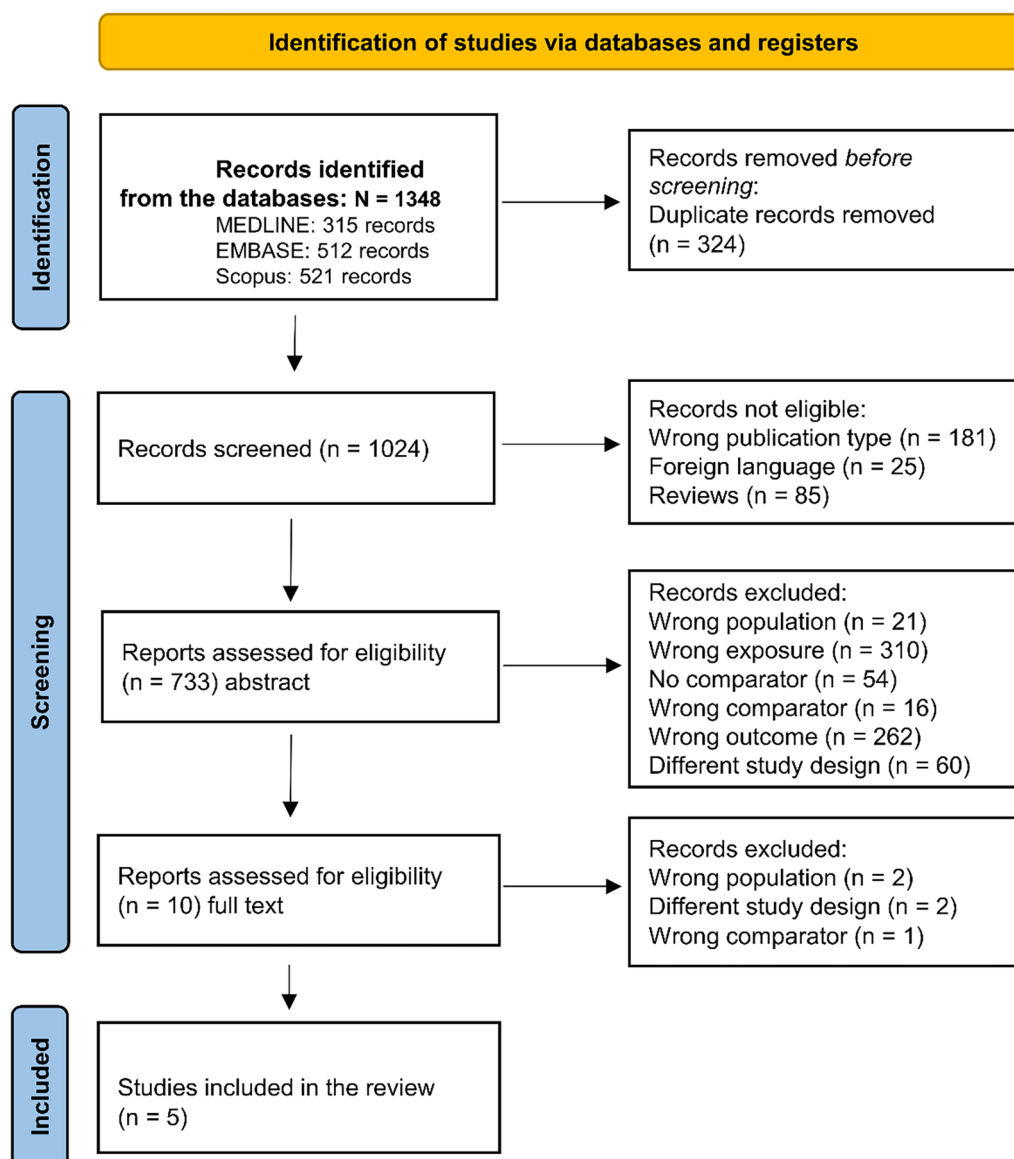 Identification of studies via databases and registers
Identification
Records identified
from the databases: N = 1348
MEDLINE: 315 records
EMBASE: 512 records
Scopus: 521 records
Records removed before
screening:
Duplicate records removed
(n = 324)
Screening
Records screened (n = 1024)
Records not eligible:
Wrong publication type (n = 181)
Foreign language (n = 25)
Reviews (n = 85)
Reports assessed for eligibility
(n = 733) abstract
Records excluded:
Wrong population (n = 21)
Wrong exposure (n = 310)
No comparator (n = 54)
Wrong comparator (n = 16)
Wrong outcome (n = 262)
Different study design (n = 60)
Reports assessed for eligibility
(n = 10) full text
Records excluded:
Wrong population (n = 2)
Different study design (n = 2)
Wrong comparator (n = 1)
Included
Studies included in the review
(n = 5)